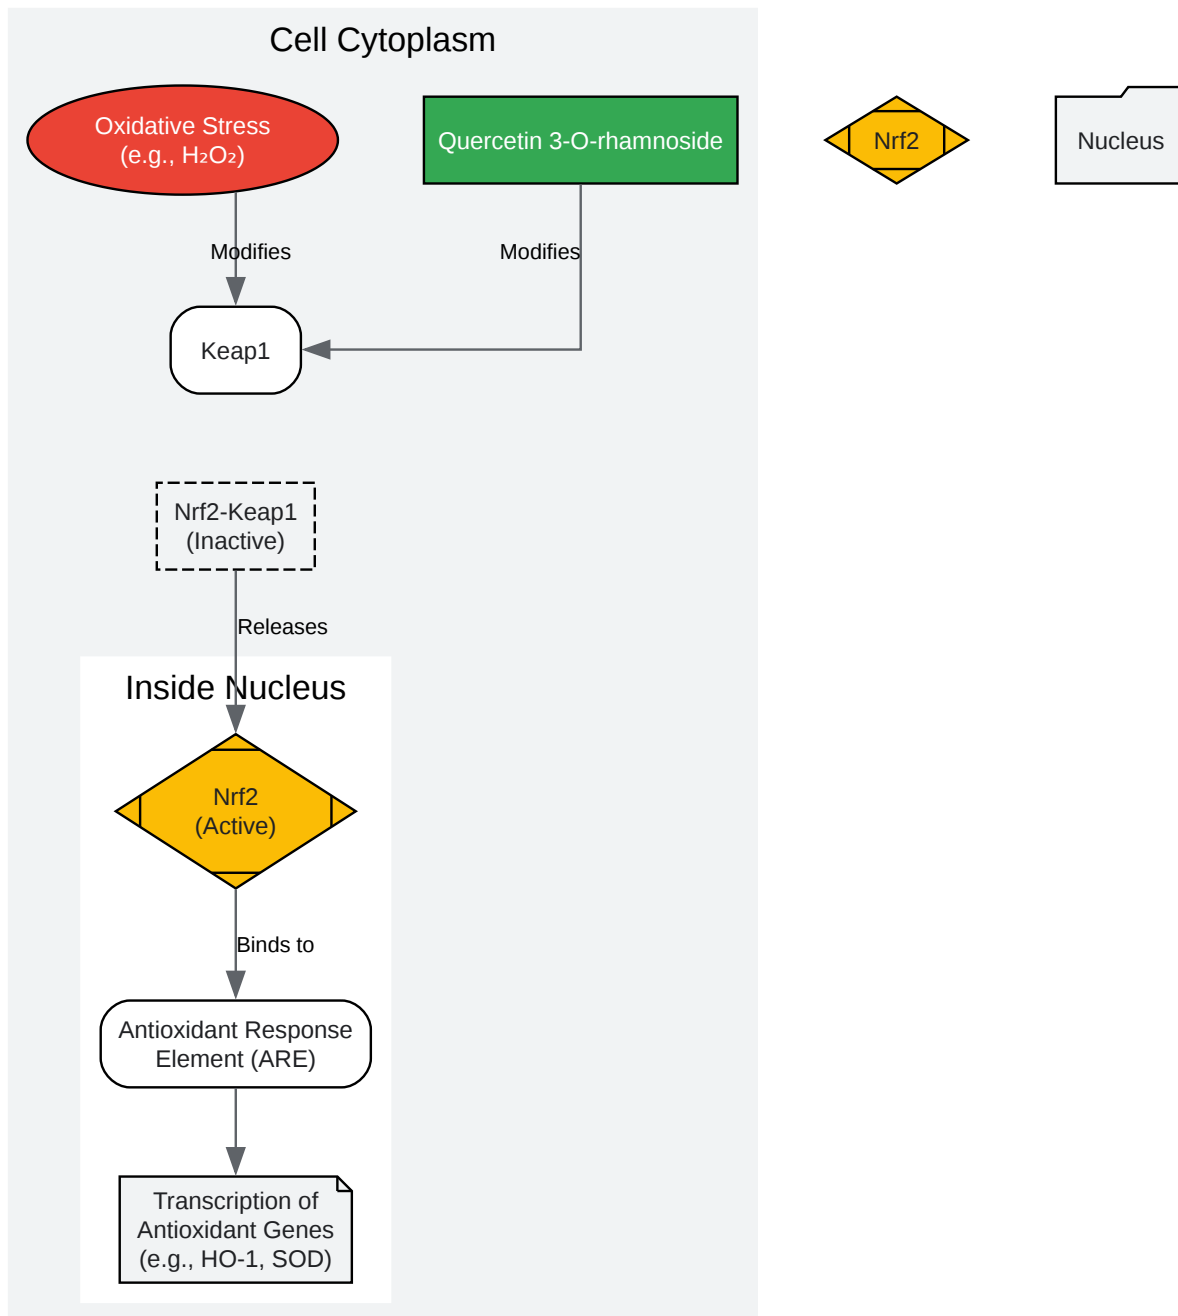 Cell Cytoplasm
Oxidative Stress
(e.g., H₂O₂)
Quercetin 3-O-rhamnoside
Nrf2
Nucleus
Modifies
Modifies
Keap1
Nrf2-Keap1
(Inactive)
Releases
Inside Nucleus
Nrf2
(Active)
Binds to
Antioxidant Response
Element (ARE)
Transcription of
Antioxidant Genes
(e.g., HO-1, SOD)